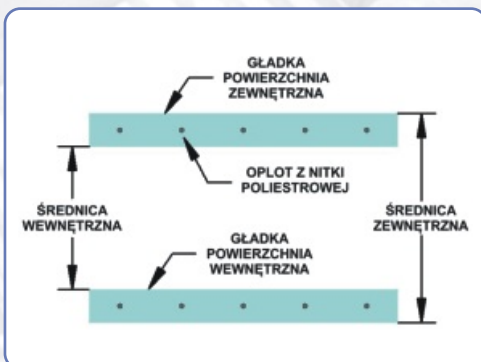 GŁADKA
POWIERZCHNIA
ZEWNĘTRZNA
OPLOT Z NITKI
POLIESTROWEJ
ŚREDNICA
WEWNĘTRZNA
ŚREDNICA
ZEWNĘTRZNA
GŁADKA
POWIERZCHNIA
WEWNĘTRZNA